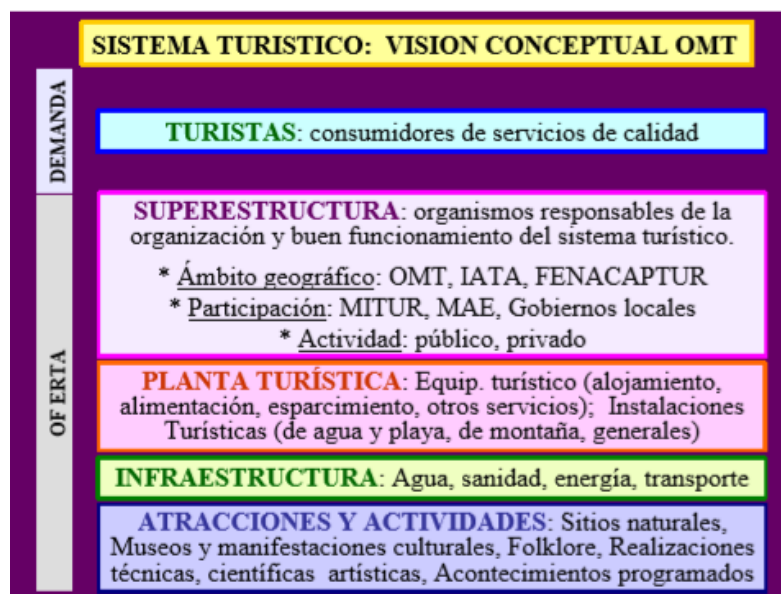 SISTEMA TURISTICO: VISION CONCEPTUAL OMT
DEMANDA
TURISTAS: consumidores de servicios de calidad
OFERTA
SUPERESTRUCTURA: organismos responsables de la
organización y buen funcionamiento del sistema turístico.
* Ámbito geográfico: OMT, IATA, FENACAPTUR
* Participación: MITUR, MAE, Gobiernos locales
* Actividad: público, privado
PLANTA TURÍSTICA: Equip. turístico (alojamiento,
alimentación, esparcimiento, otros servicios); Instalaciones
Turísticas (de agua y playa, de montaña, generales)
INFRAESTRUCTURA: Agua, sanidad, energía, transporte
ATRACCIONES Y ACTIVIDADES: Sitios naturales,
Museos y manifestaciones culturales, Folklore, Realizaciones
técnicas, científicas artísticas, Acontecimientos programados